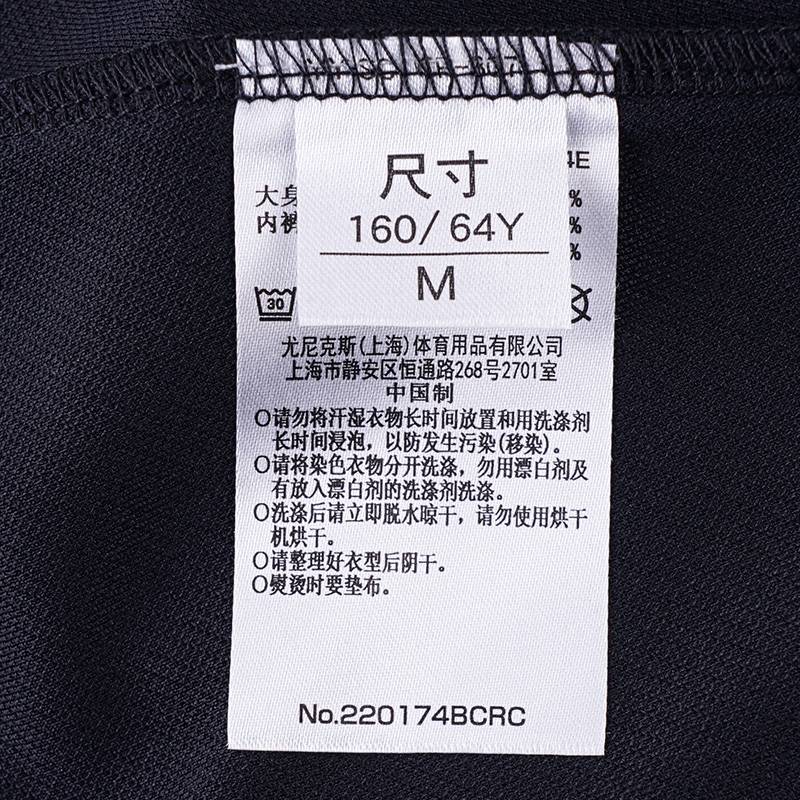 尺寸
160/64Y
M
4E
大身
%
内裤
%
%
30
尤尼克斯(上海)体育用品有限公司
上海市静安区恒通路268号2701室
中国制
○请勿将汗湿衣物长时间放置和用洗涤剂
长时间浸泡，以防发生污染(移染)。
○请将染色衣物分开洗涤，勿用漂白剂及
有放入漂白剂的洗涤剂洗涤。
○洗涤后请立即脱水晾干，请勿使用烘干
机烘干。
○请整理好衣型后阴干。
○熨烫时要垫布。
No.220174BCRC